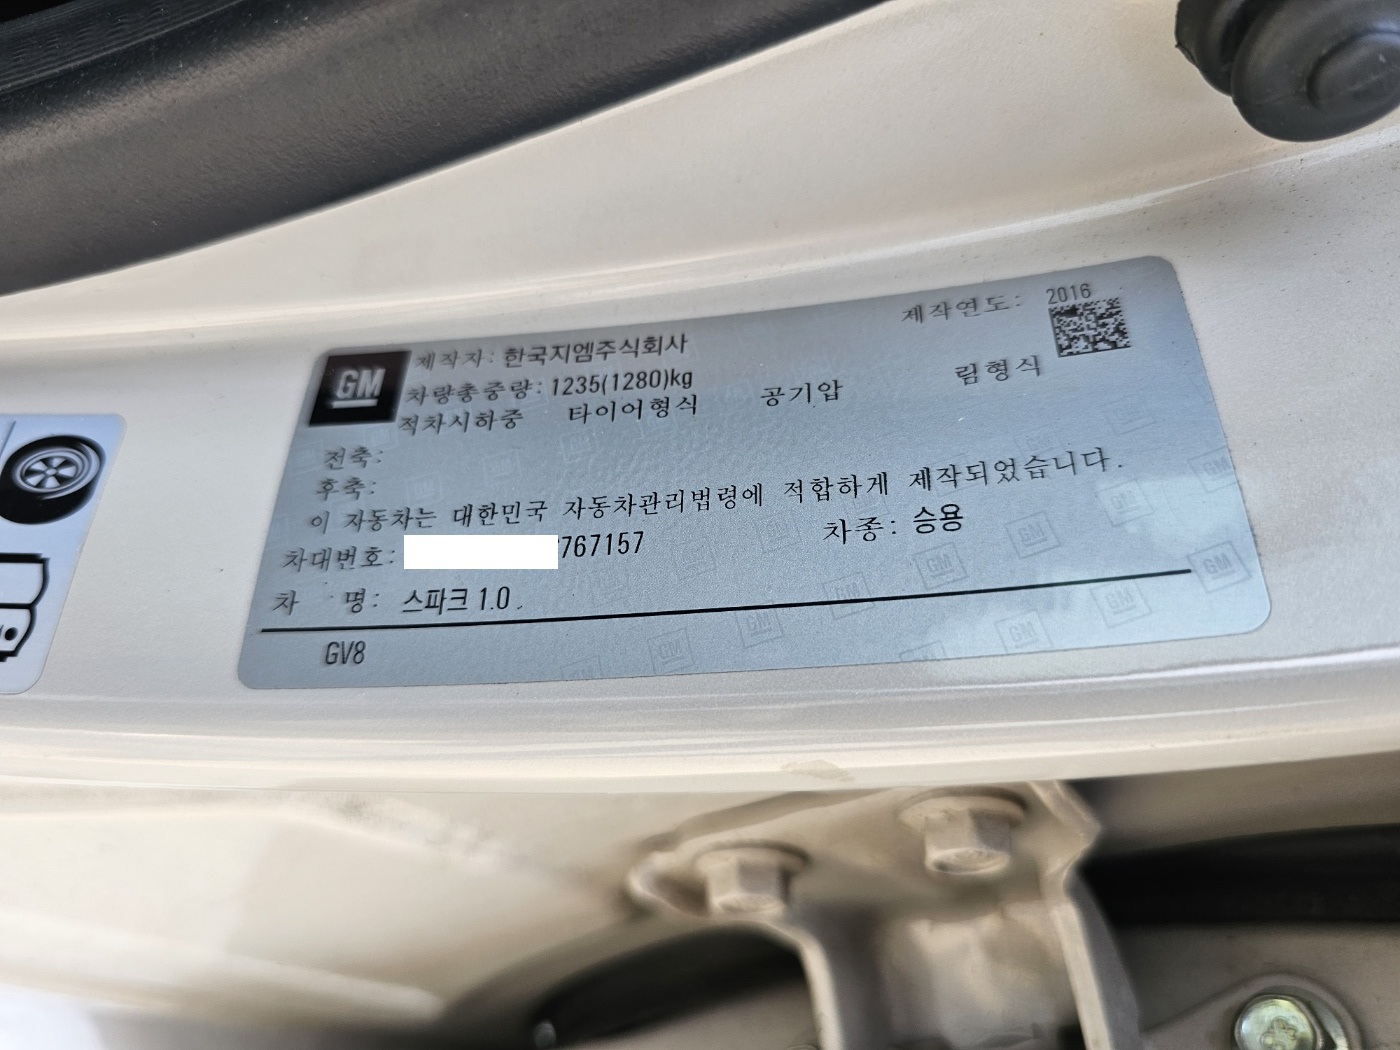 제작연도: 2016
GM 제작자: 한국지엠주식회사
차량총중량: 1235(1280)kg
적차시하중 타이어형식 공기압 림형식
전축:
후축:
이 자동차는 대한민국 자동차관리법령에 적합하게 제작되었습니다.
차대번호: 767157 차종: 승용
차 명: 스파크 1.0
GV8